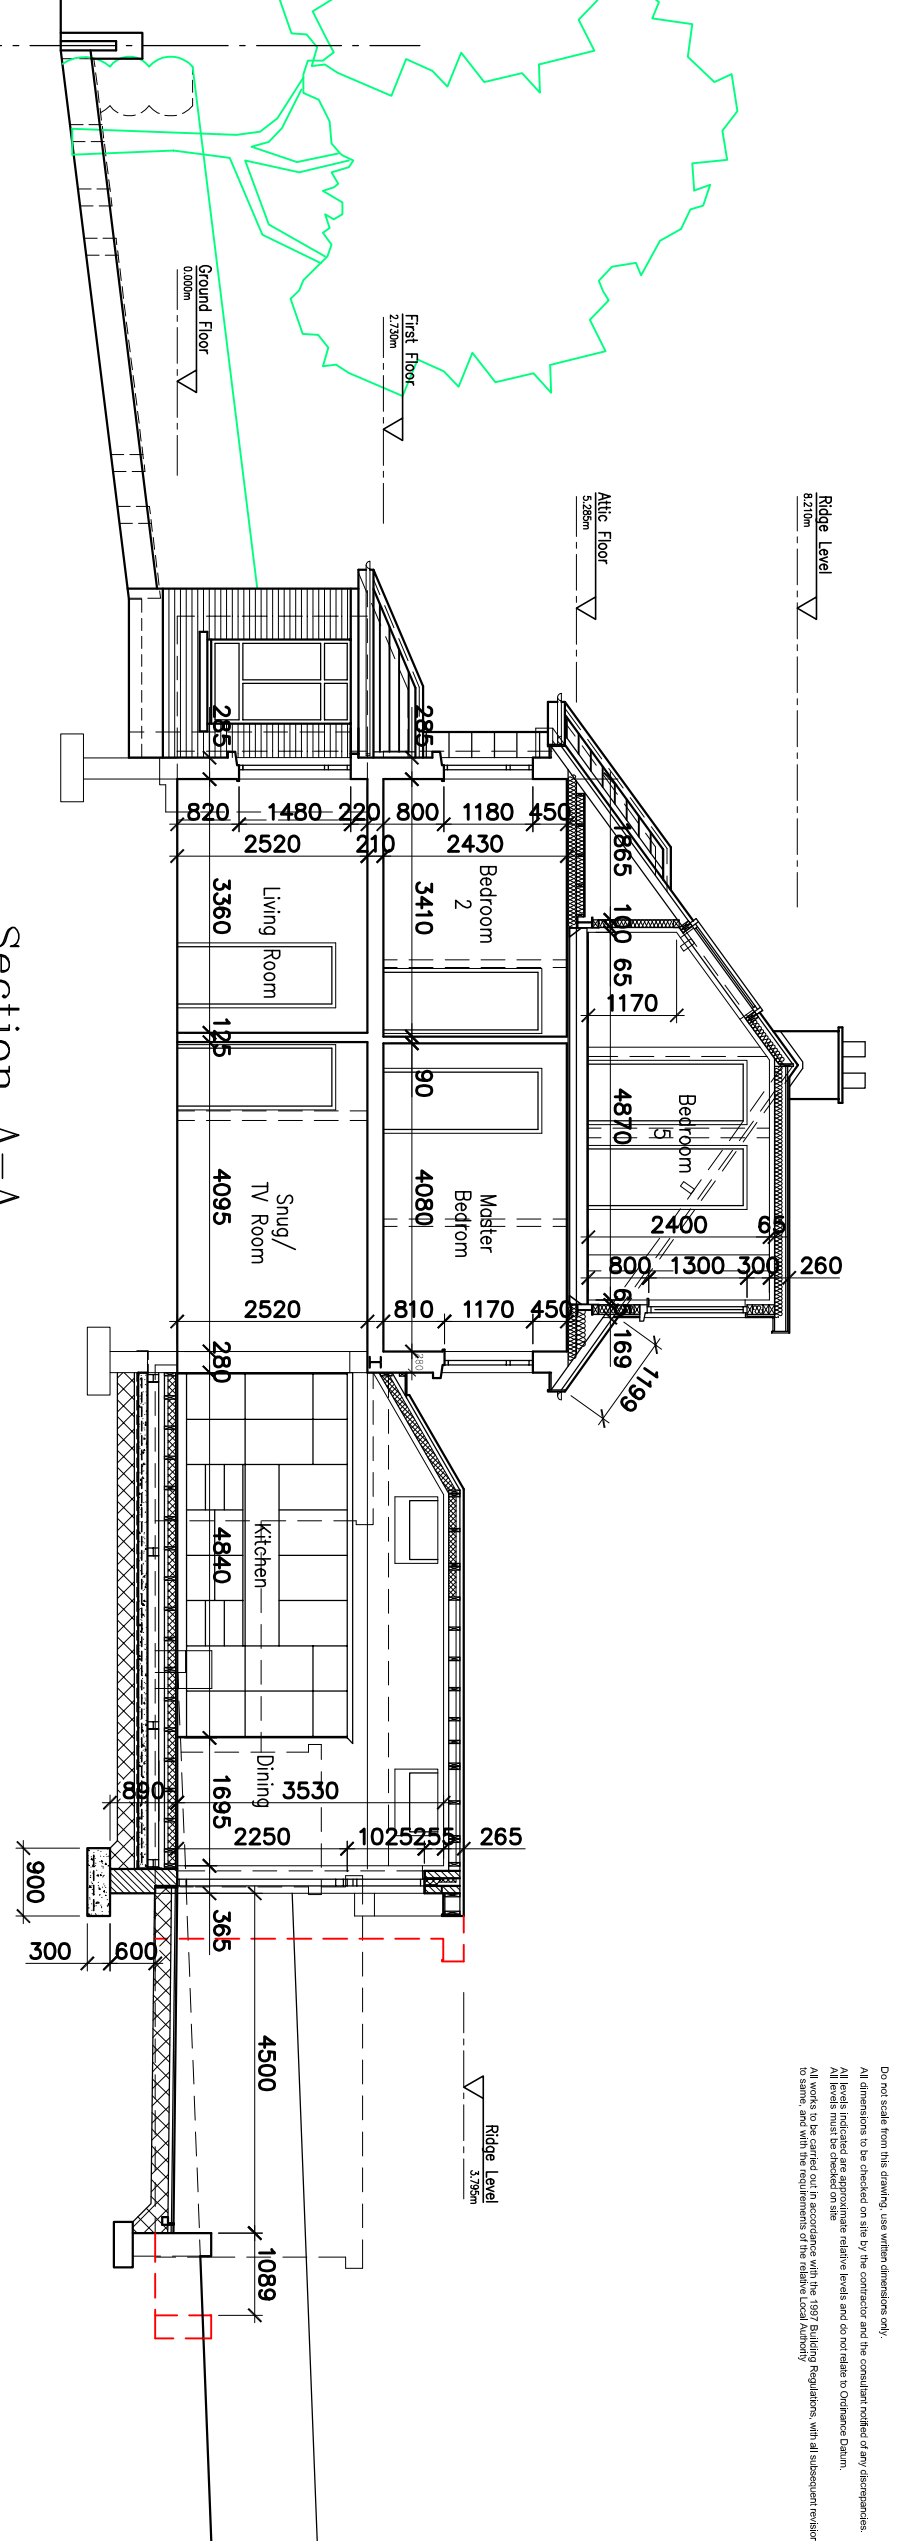 Do not scale from this drawing, use written dimensions only.
All dimensions to be checked on site by the contractor and the consultant notified of any discrepancies.
All levels indicated are approximate relative levels and do not relate to Ordinance Datum.
All levels must be checked on site
All works to be carried out in accordance with the 1997 Building Regulations, with all subsequent revision
to same, and with the requirements of the relative Local Authority
Ridge Level
8.210m
Attic Floor
5.285m
First Floor
2.730m
Ground Floor
0.000m
Ridge Level
3.795m
1865
100
65
1170
Bedroom
5
4870
2400
65
800
1300
300
260
65
169
1199
285
285
820
1480
220
800
1180
450
2520
210
2430
3360
Living Room
3410
Bedroom
2
125
90
4095
Snug/
TV Room
4080
Master
Bedrom
2520
810
1170
450
280
280
Kitchen
4840
Dining
1695
890
3530
2250
1025
255
265
900
300
600
365
4500
1089
Section A-A